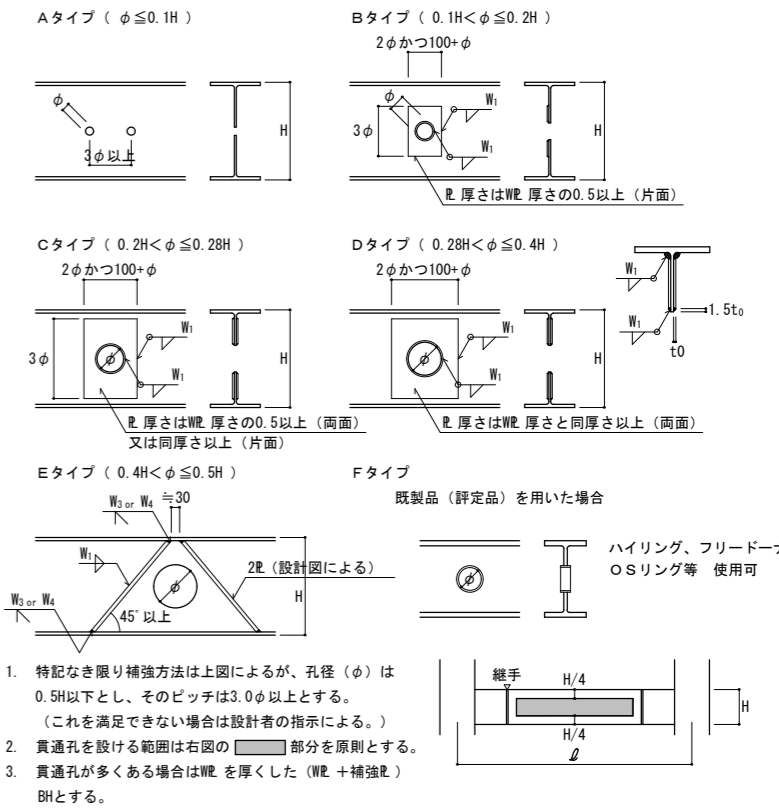 Aタイプ（ φ≦0.1H ）
φ
3φ以上
H
Bタイプ（ 0.1H＜φ≦0.2H ）
2φかつ100+φ
φ
3φ
W1
W1
H
PL 厚さはWPL 厚さの0.5以上（片面）
Cタイプ（ 0.2H＜φ≦0.28H ）
2φかつ100+φ
3φ
φ
W1
W1
H
PL 厚さはWPL 厚さの0.5以上（両面）
又は同厚さ以上（片面）
Dタイプ（ 0.28H＜φ≦0.4H ）
2φかつ100+φ
φ
W1
W1
H
PL 厚さはWPL 厚さと同厚さ以上（両面）
W1
W1
1.5t0
t0
Eタイプ（ 0.4H＜φ≦0.5H ）
W3 or W4
≒30
W1
φ
2PL（設計図による）
W3 or W4
45°以上
H
Fタイプ
既製品（評定品）を用いた場合
φ
ハイリング、フリードーナ
OSリング等 使用可
1. 特記なき限り補強方法は上図によるが、孔径（φ）は
0.5H以下とし、そのピッチは3.0φ以上とする。
（これを満足できない場合は設計者の指示による。）
2. 貫通孔を設ける範囲は右図の 部分を原則とする。
3. 貫通孔が多くある場合はWPL を厚くした（WPL ＋補強PL ）
BHとする。
継手
H/4
H
H/4
ℓ